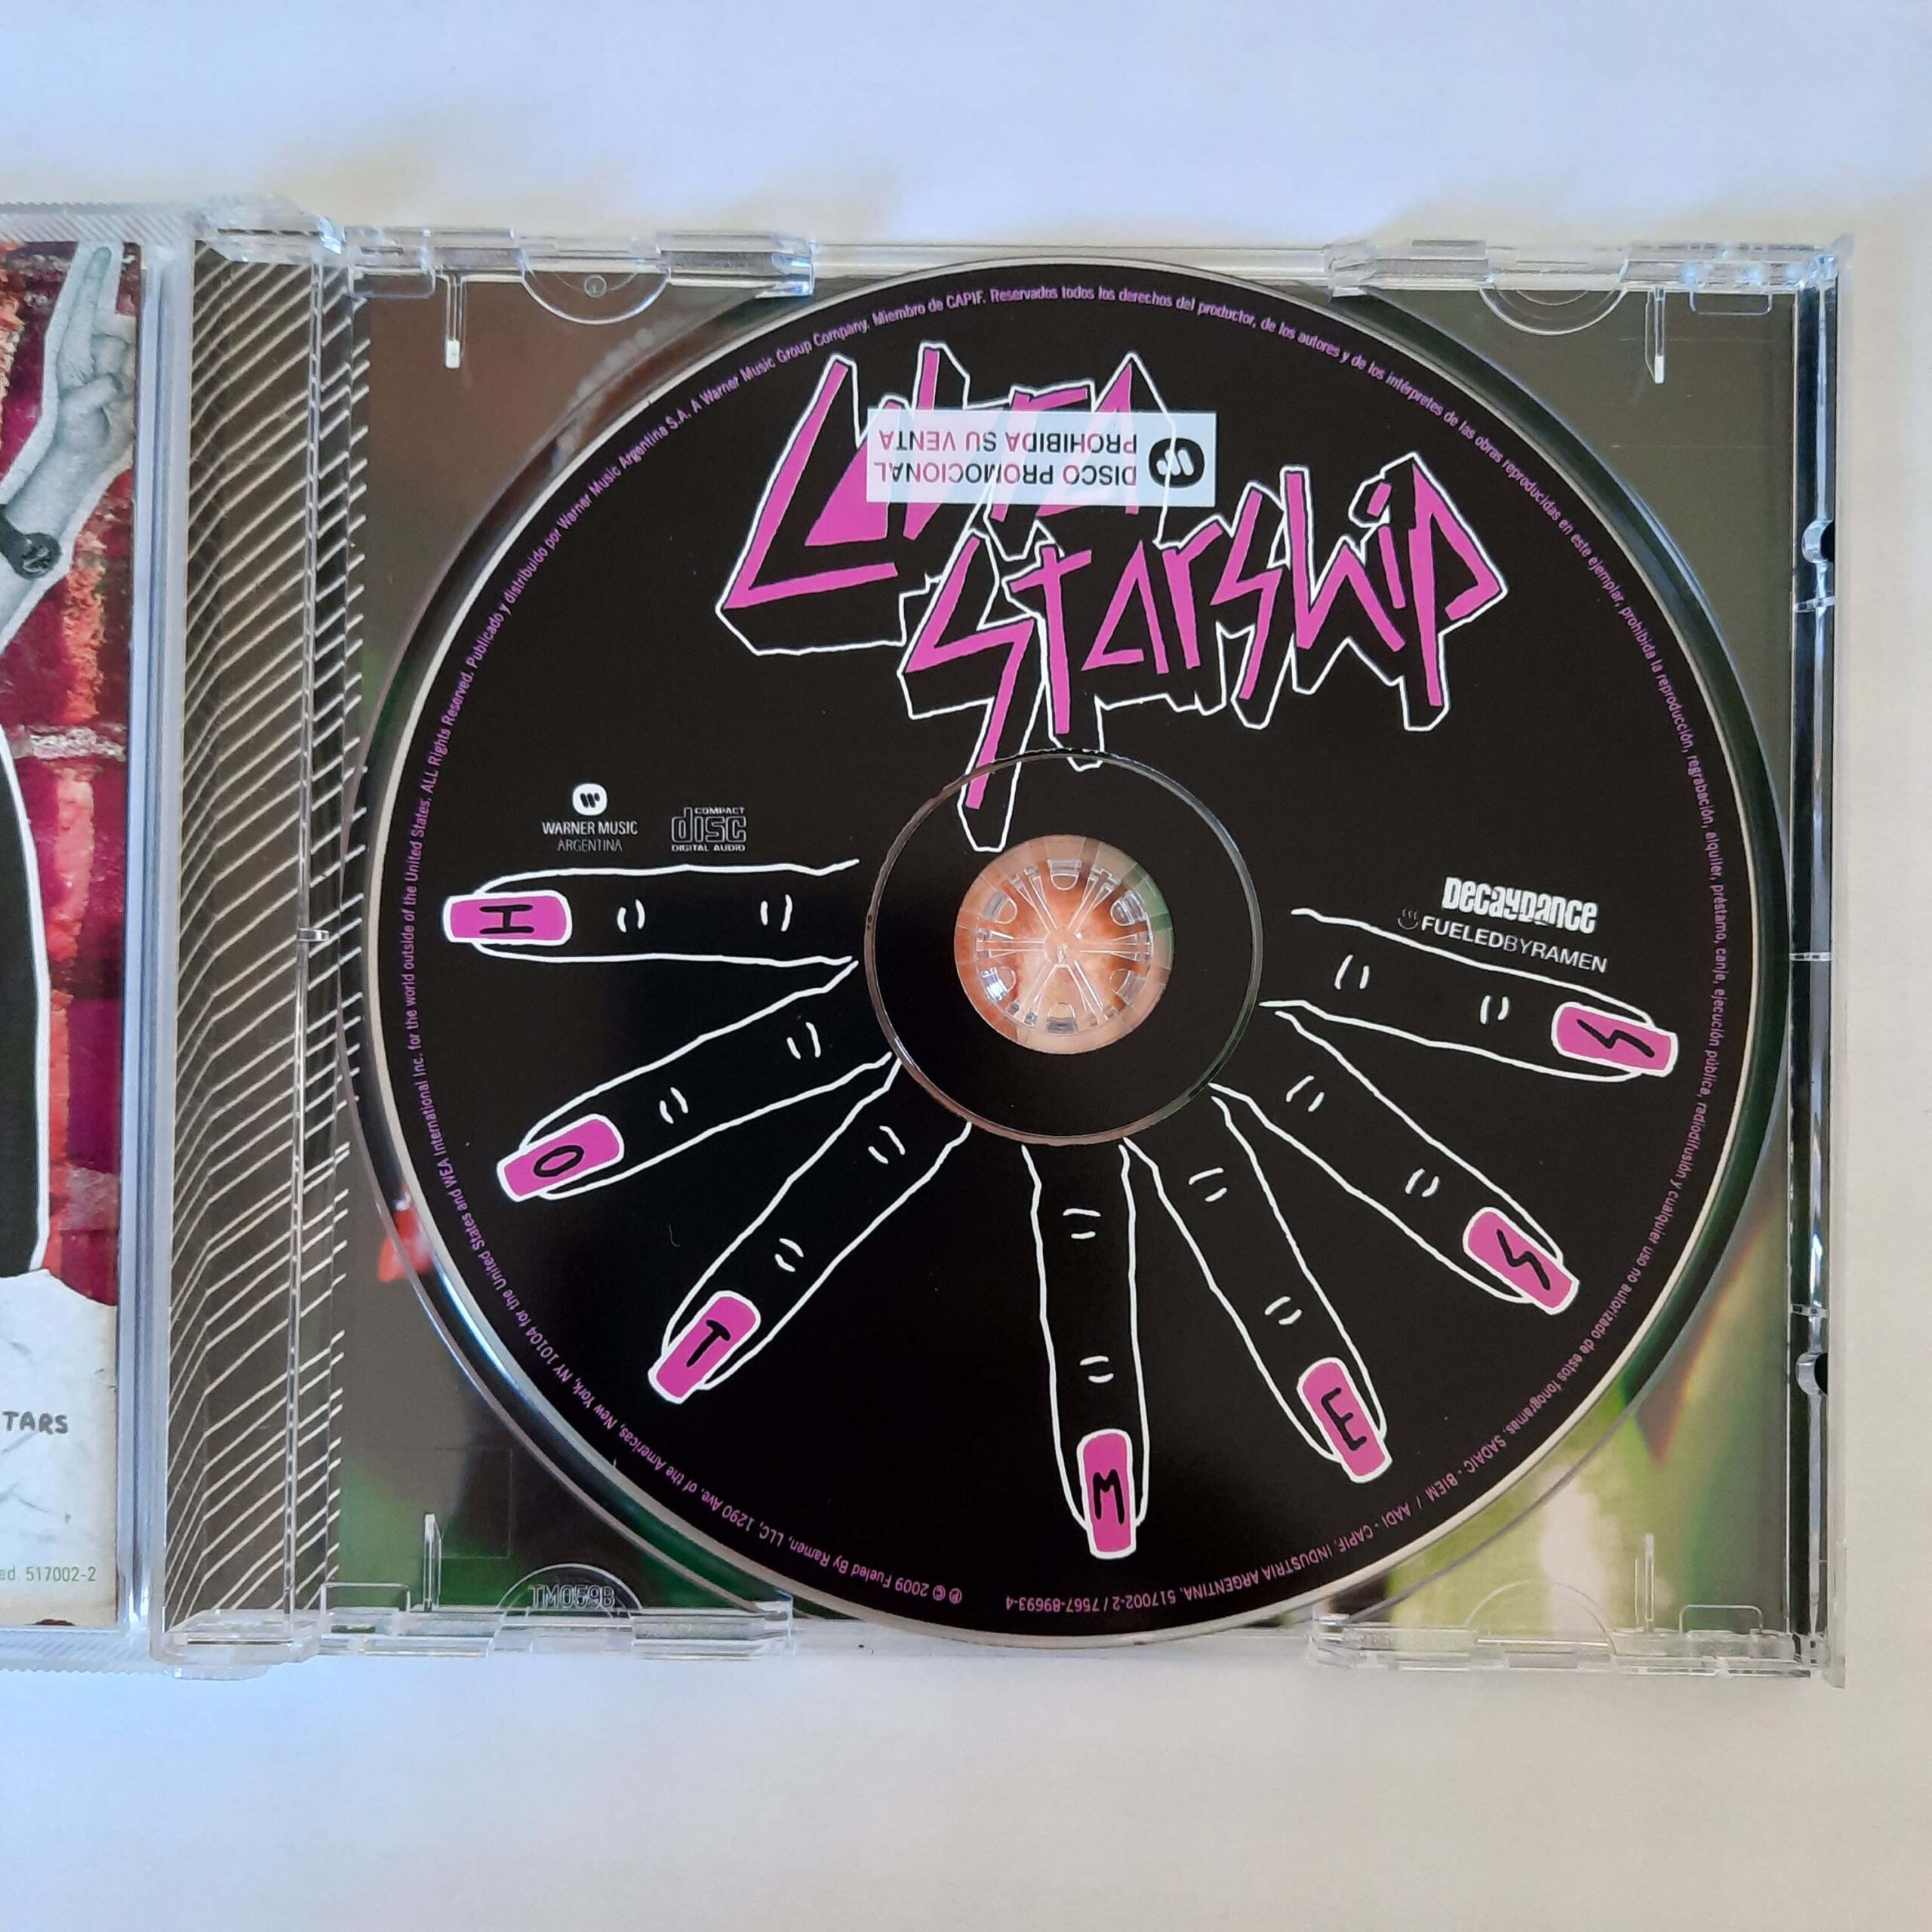 COBRA
STARSHIP
DISCO PROMOCIONAL
PROHIBIDA SU VENTA
WARNER MUSIC
ARGENTINA
COMPACT
disc
DIGITAL AUDIO
DECAYDANCE
FUELEDBYRAMEN
H
O
T
M
E
S
S
℗ © 2009 Fueled By Ramen, LLC, 1290 Ave. of the Americas, New York, NY 10104 for the United States and WEA International Inc. for the world outside of the United States. ALL Rights Reserved. Publicado y distribuido por Warner Music Argentina S.A. A Warner Music Group Company. Miembro de CAPIF. Reservados todos los derechos del productor, de los autores y de los intérpretes de las obras reproducidas en este ejemplar, prohibida la reproducción, regrabación, alquiler, préstamo, canje, ejecución pública, radiodifusión y cualquier uso no autorizado de estos fonogramas. SADAIC - BIEM / AADI - CAPIF. INDUSTRIA ARGENTINA. 517002-2 / 7567-89693-4
TARS
ed. 517002-2
TM059B